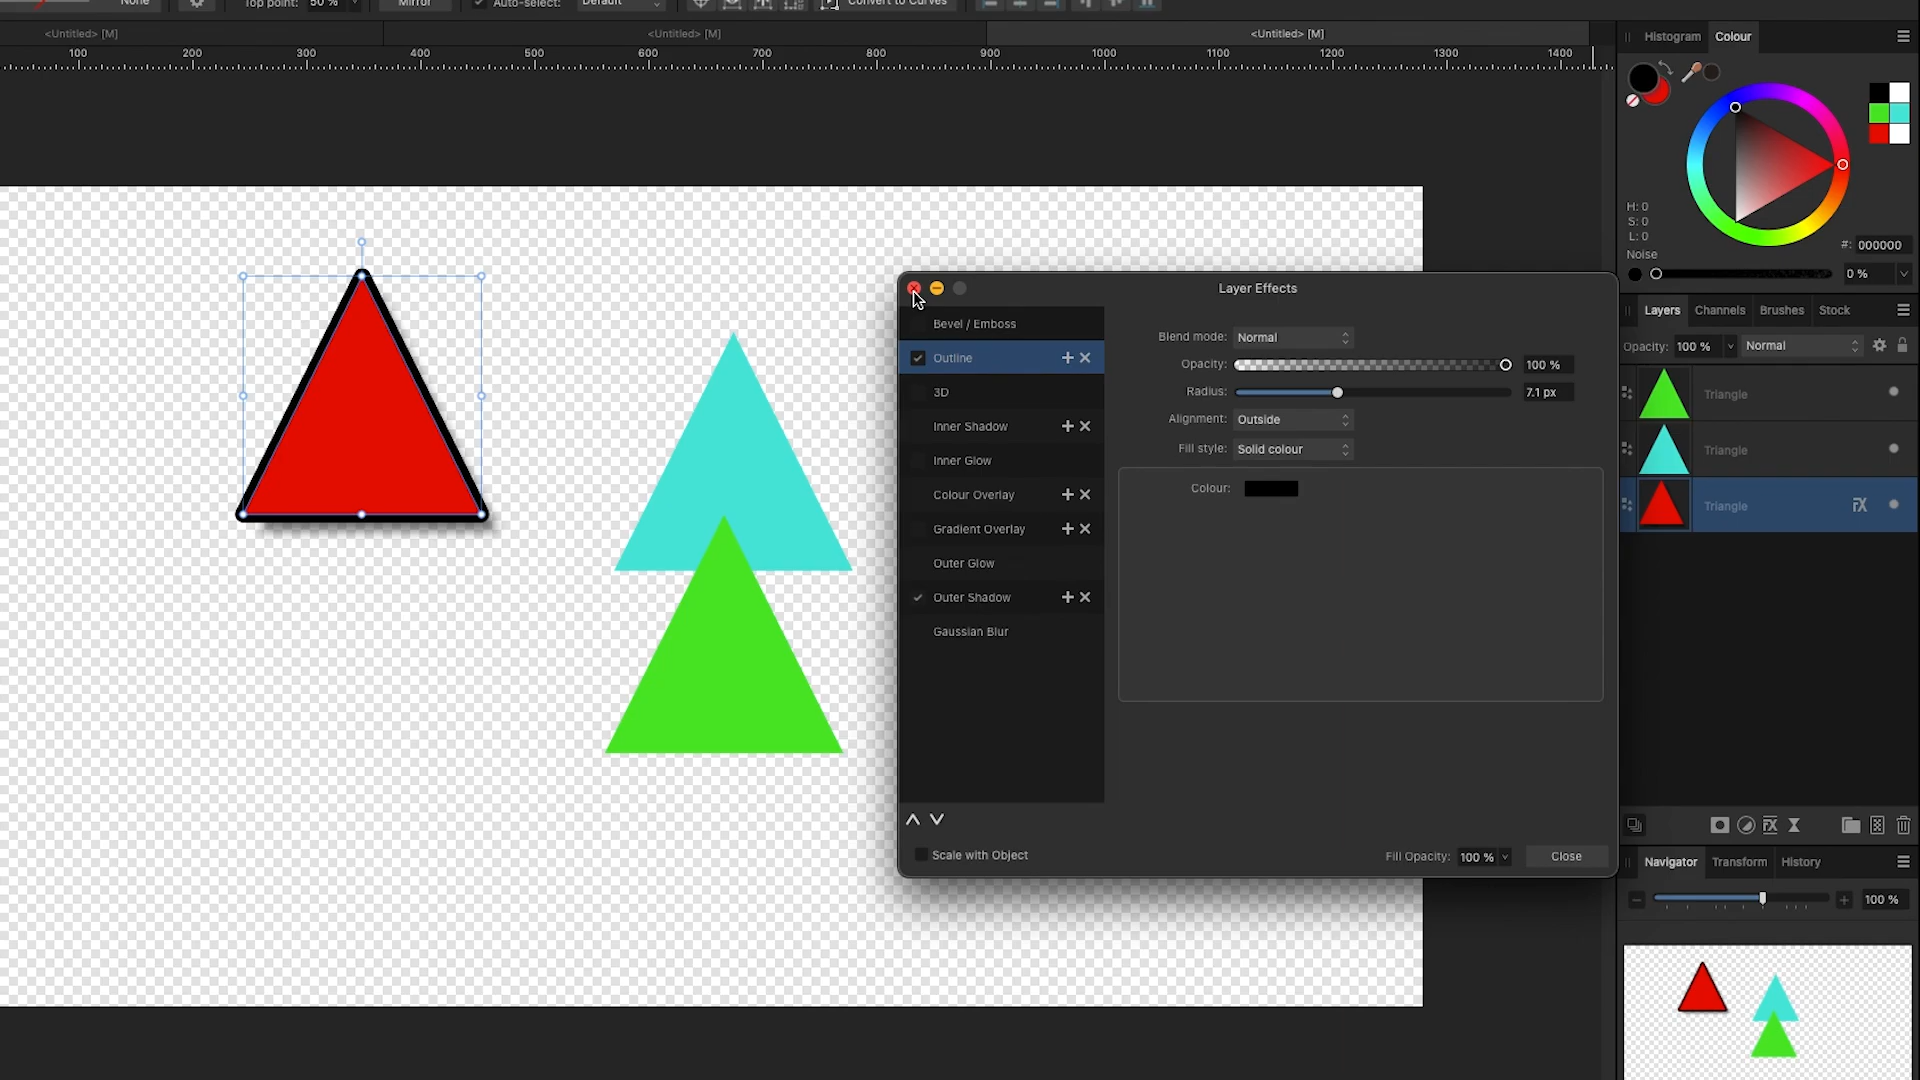 None
Top point: 50 %
Mirror
Auto-select:
Default
Convert to Curves
<Untitled> [M]
<Untitled> [M]
<Untitled> [M]
100 200 300 400 500 600 700 800 900 1000 1100 1200 1300 1400
Histogram
Colour
H: 0
S: 0
L: 0
#: 000000
Noise
0 %
Layers
Channels
Brushes
Stock
Opacity: 100 %
Normal
Triangle
Triangle
Triangle
Layer Effects
Bevel / Emboss
Outline
3D
Inner Shadow
Inner Glow
Colour Overlay
Gradient Overlay
Outer Glow
Outer Shadow
Gaussian Blur
Blend mode: Normal
Opacity: 100 %
Radius: 7.1 px
Alignment: Outside
Fill style: Solid colour
Colour:
Scale with Object
Fill Opacity: 100 %
Close
Navigator
Transform
History
100 %